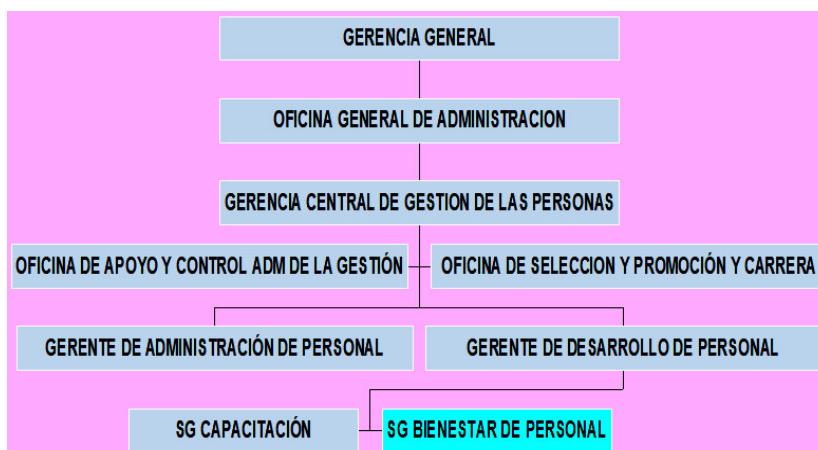 GERENCIA GENERAL
OFICINA GENERAL DE ADMINISTRACION
GERENCIA CENTRAL DE GESTION DE LAS PERSONAS
OFICINA DE APOYO Y CONTROL ADM DE LA GESTIÓN
OFICINA DE SELECCION Y PROMOCIÓN Y CARRERA
GERENTE DE ADMINISTRACIÓN DE PERSONAL
GERENTE DE DESARROLLO DE PERSONAL
SG CAPACITACIÓN
SG BIENESTAR DE PERSONAL